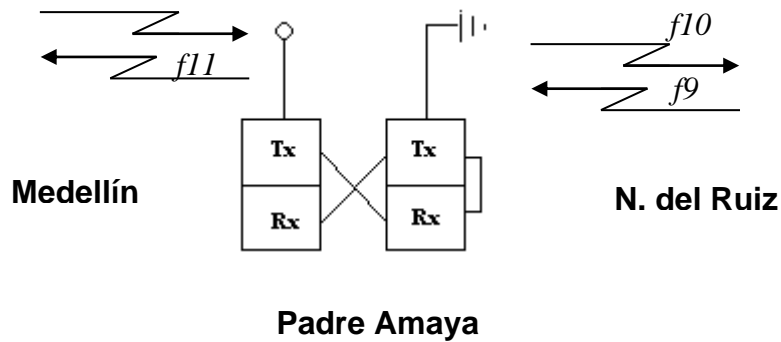 f10
f11
f9
Tx
Tx
Medellín
Rx
Rx
N. del Ruiz
Padre Amaya